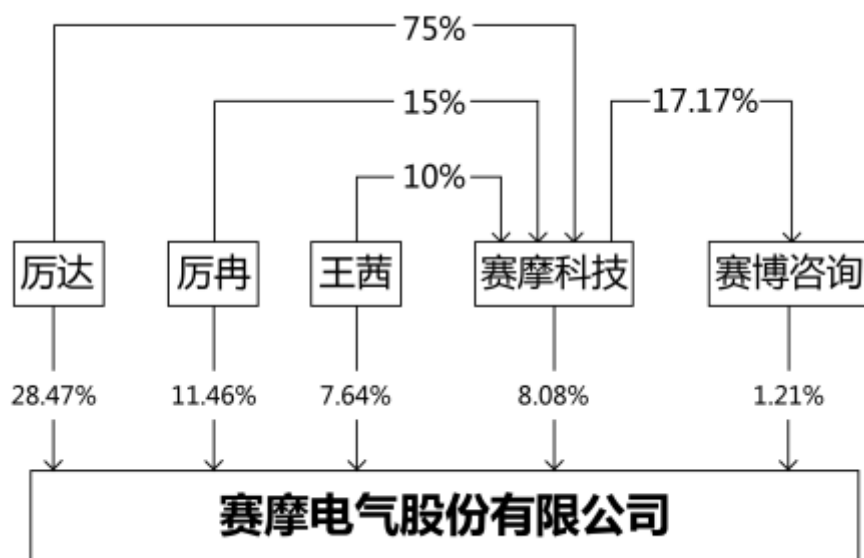 75%
15%
17.17%
10%
厉达
厉冉
王茜
赛摩科技
赛博咨询
28.47%
11.46%
7.64%
8.08%
1.21%
赛摩电气股份有限公司